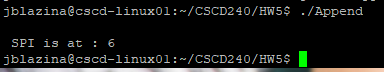 jblazina@cscd-linux01:~/CSCD240/HW5$ ./Append
SPI is at : 6
jblazina@cscd-linux01:~/CSCD240/HW5$